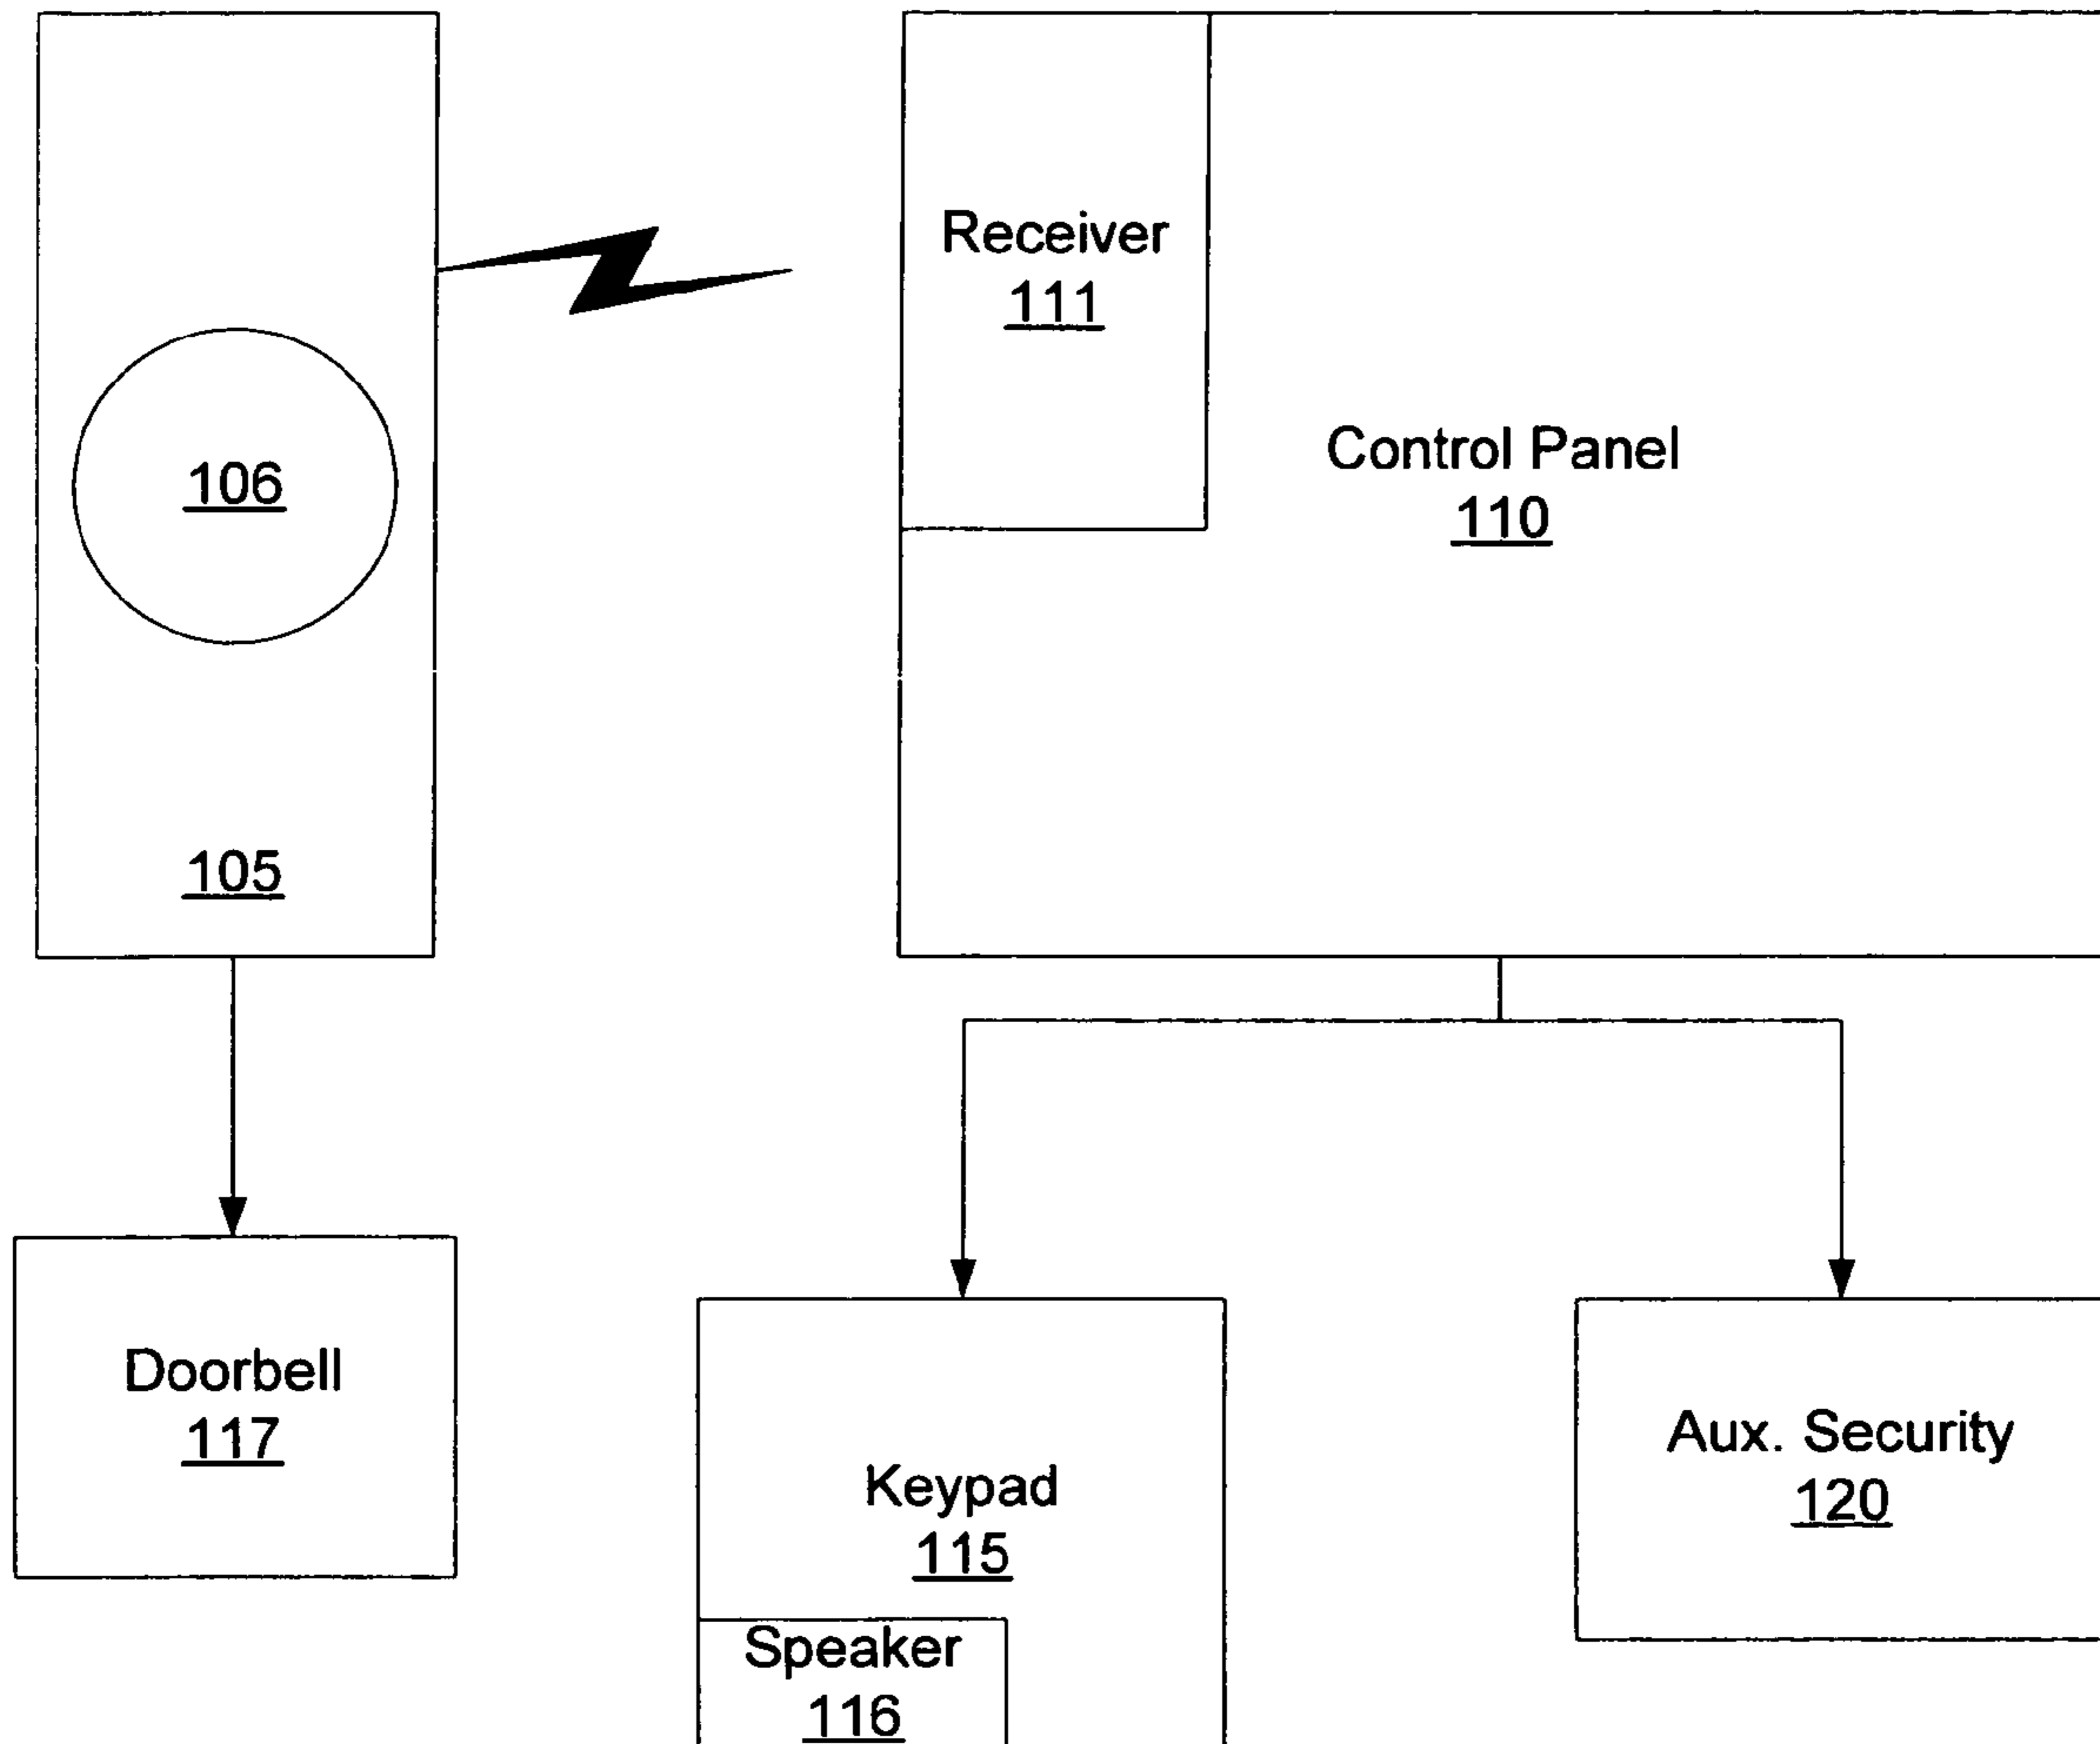 Receiver
111
Control Panel
110
106
105
Doorbell
117
Keypad
115
Speaker
116
Aux. Security
120